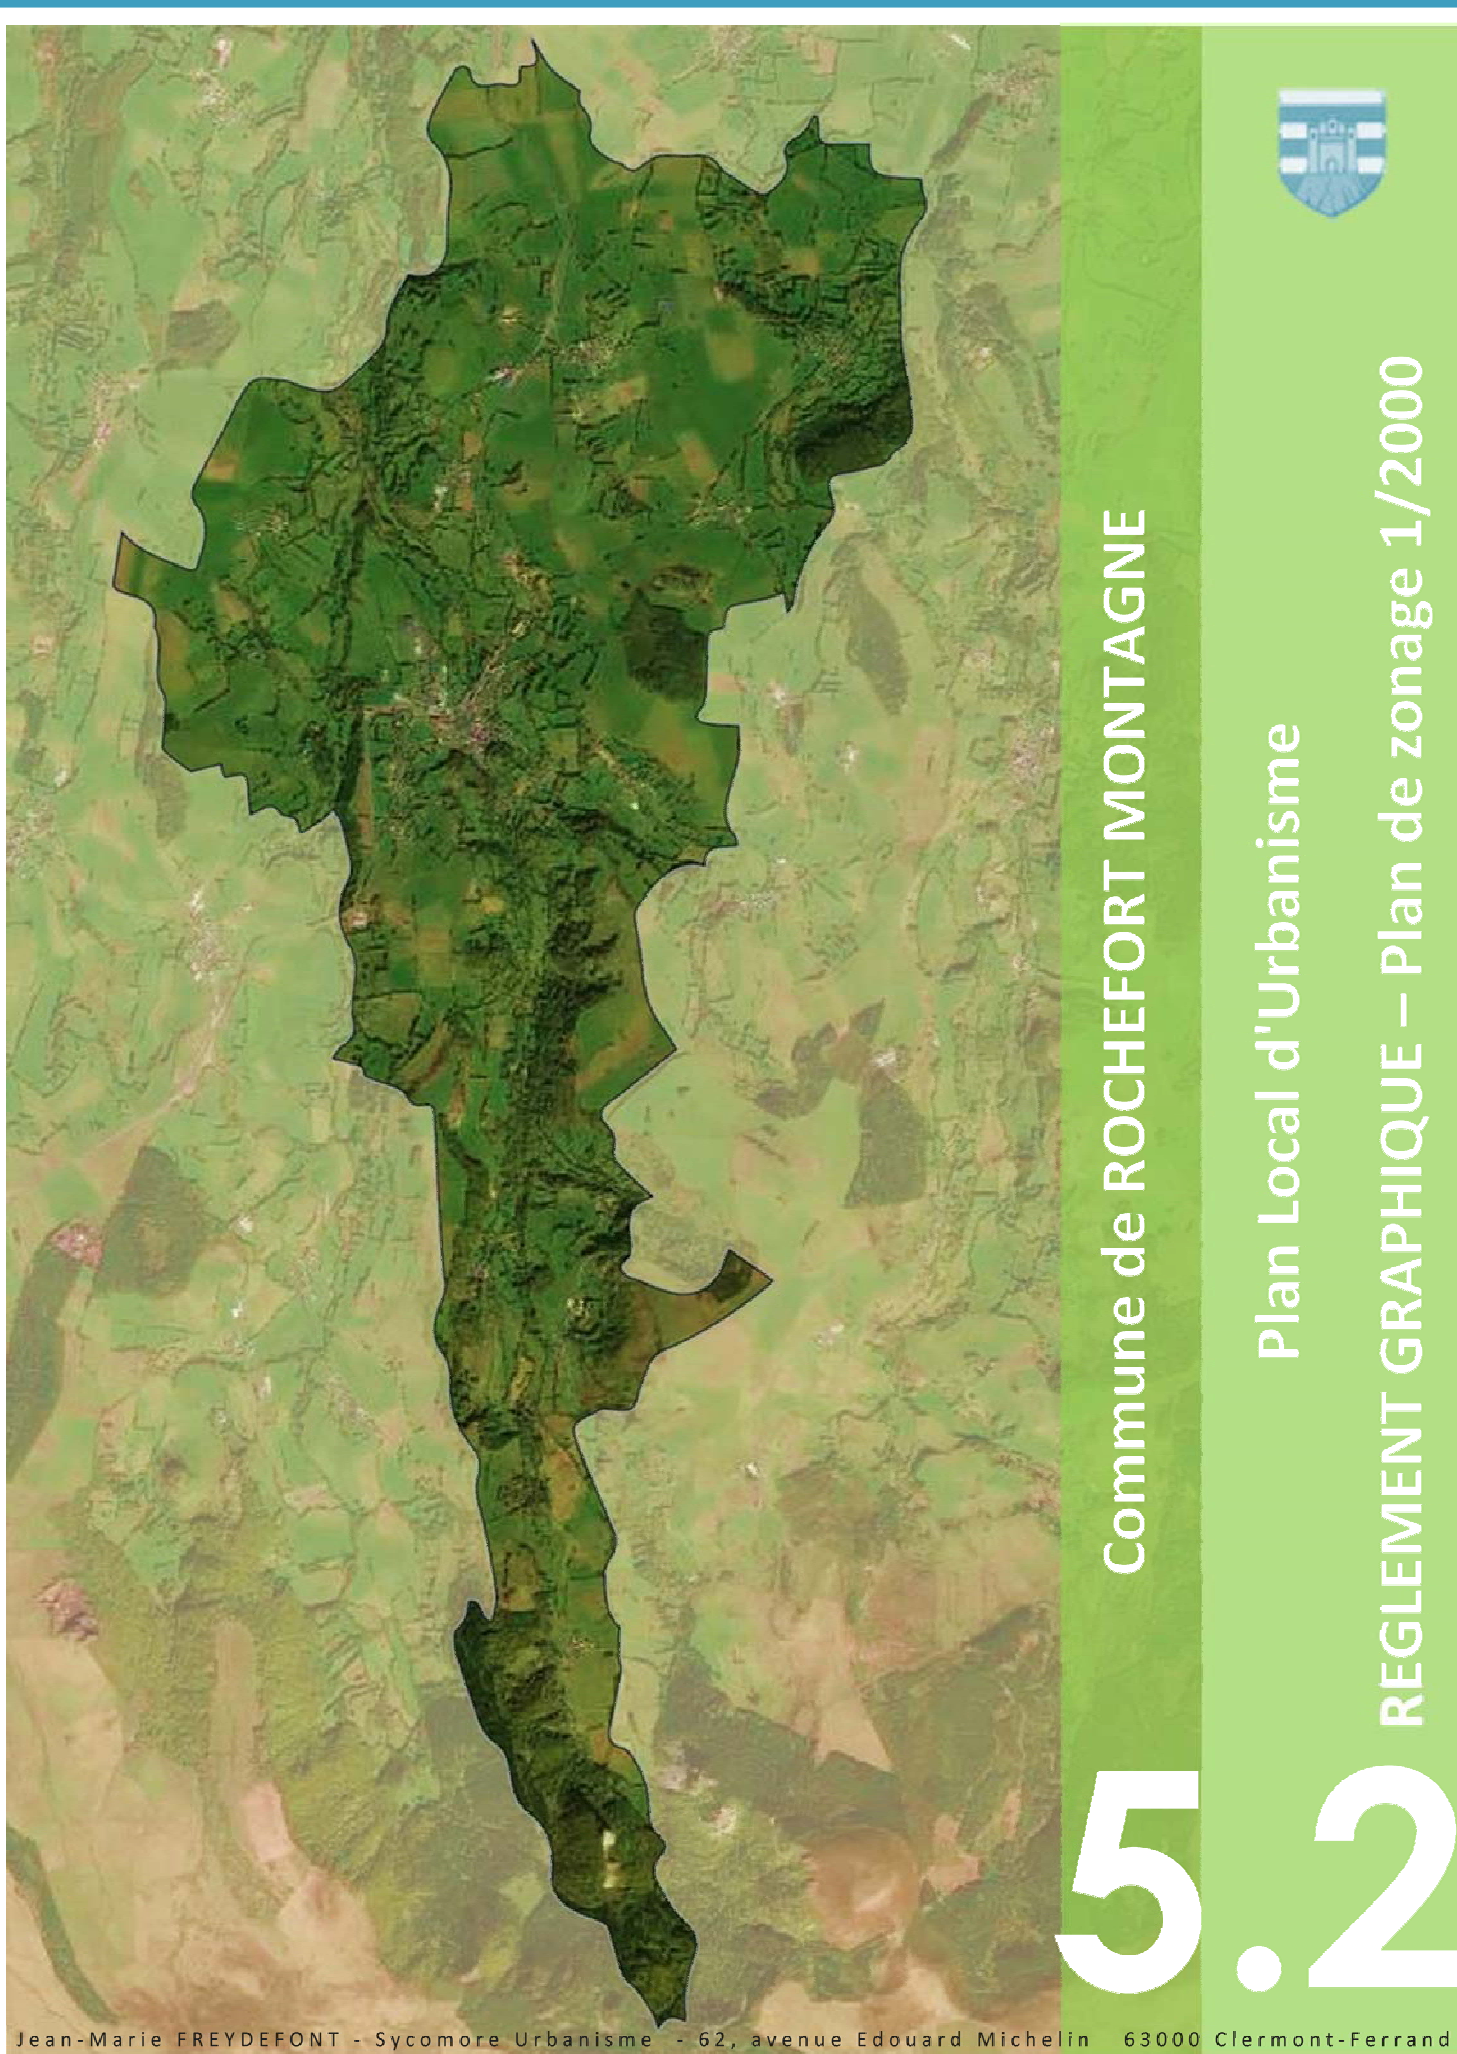 Commune de ROCHEFORT MONTAGNE
Plan Local d'Urbanisme
REGLEMENT GRAPHIQUE – Plan de zonage 1/2000
5.2
Jean-Marie FREYDEFONT - Sycomore Urbanisme - 62, avenue Edouard Michelin 63000 Clermont-Ferrand